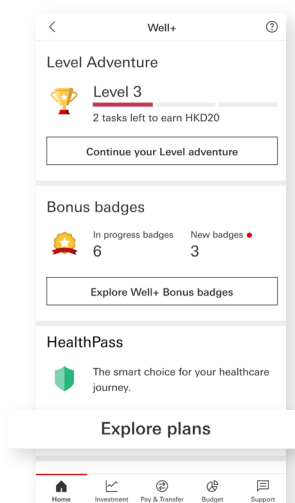 Well+
Level Adventure
Level 3
2 tasks left to earn HKD20
Continue your Level adventure
Bonus badges
In progress badges New badges
6 3
Explore Well+ Bonus badges
HealthPass
The smart choice for your healthcare
journey.
Explore plans
Home Investment Pay & Transfer Budget Support